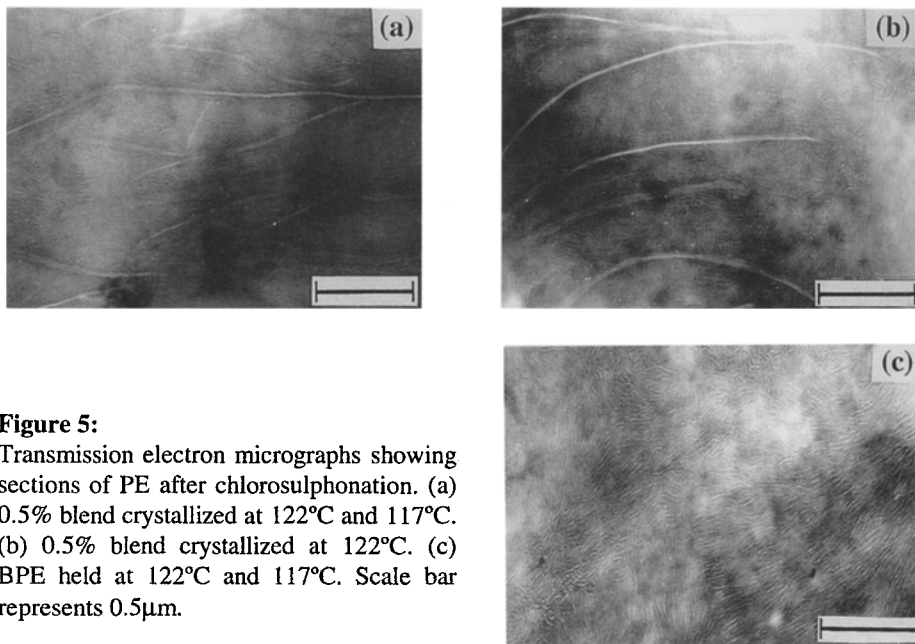 (a)
(b)
(c)
Figure 5:
Transmission electron micrographs showing
sections of PE after chlorosulphonation. (a)
0.5% blend crystallized at 122°C and 117°C.
(b) 0.5% blend crystallized at 122°C. (c)
BPE held at 122°C and 117°C. Scale bar
represents 0.5µm.